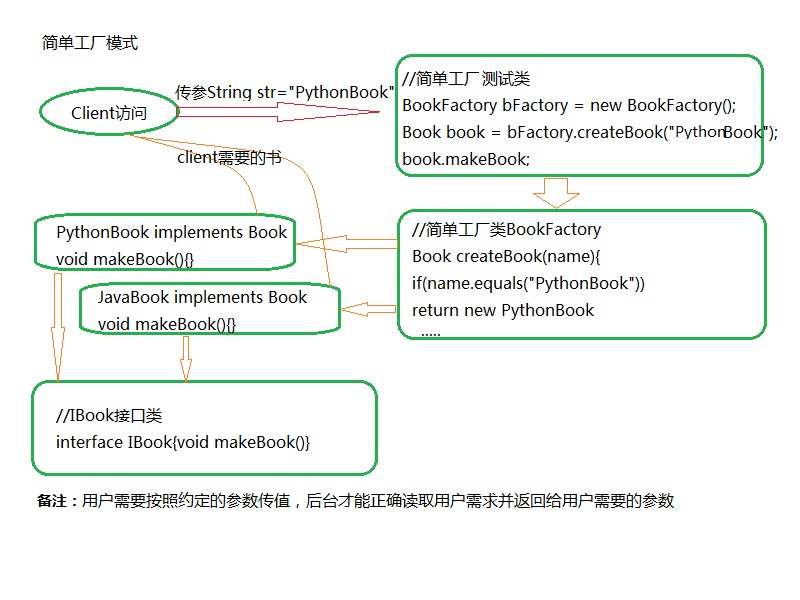 简单工厂模式
Client访问
传参String str="PythonBook"
//简单工厂 测试类
BookFactory bFactory = new BookFactory();
Book book = bFactory.createBook("PythonBook");
book.makeBook;
client需要的书
PythonBook implements Book
void makeBook(){}
//简单工厂类BookFactory
Book createBook(name){
if(name.equals("PythonBook"))
return new PythonBook
.....
JavaBook implements Book
void makeBook(){}
//IBook接口类
interface IBook{void makeBook()}
备注：用户需要按照约定的参数传值，后台才能正确读取用户需求并返回给用户需要的参数